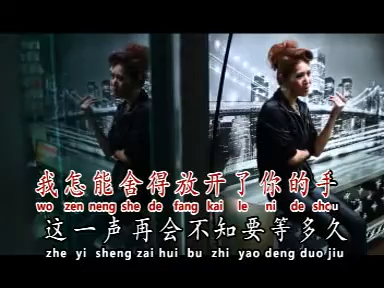 我怎能舍得放开了你的手
wo zen neng she de fang kai le ni de shou
这一声再会不知要等多久
zhe yi sheng zai hui bu zhi yao deng duo jiu